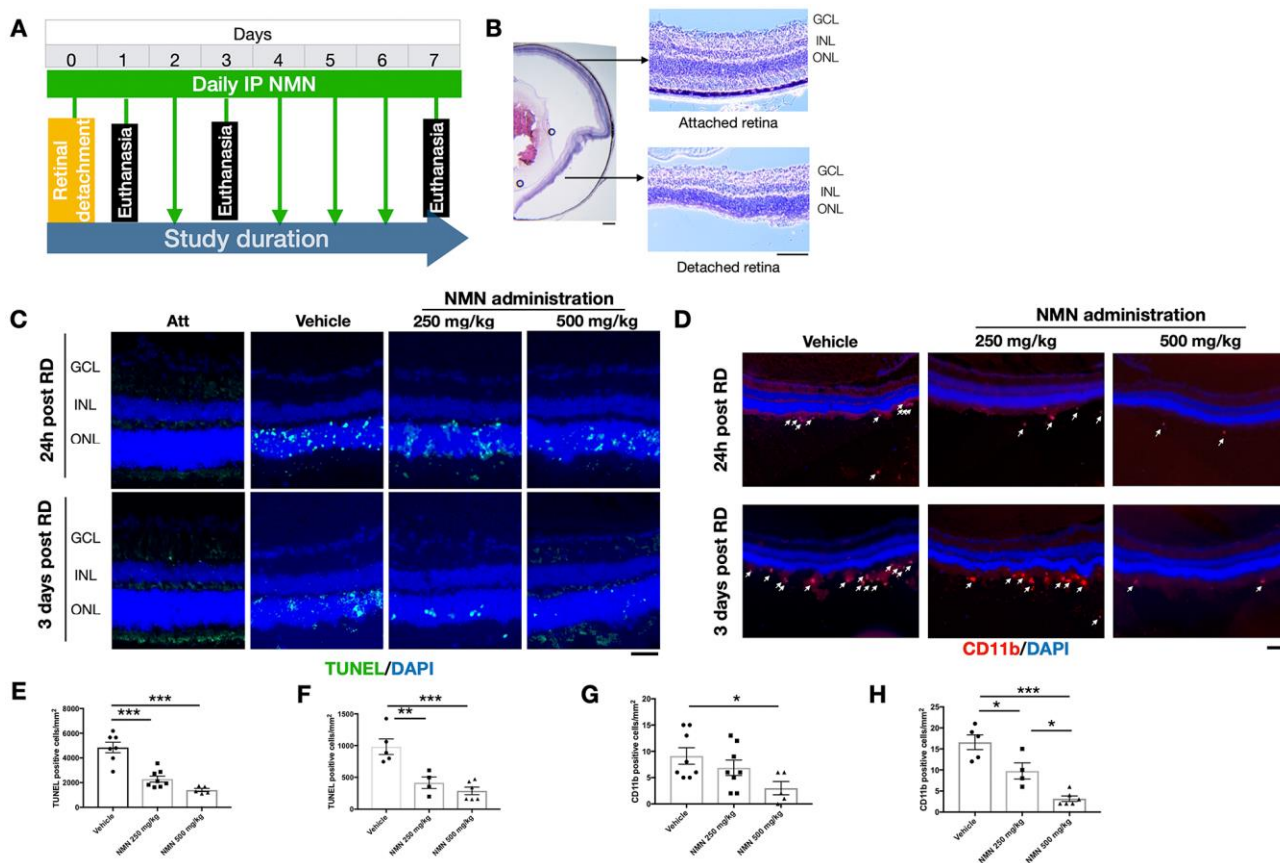 A
Days
0 1 2 3 4 5 6 7
Daily IP NMN
Retinal
detachment
Euthanasia
Euthanasia
Euthanasia
Study duration
B
GCL
INL
ONL
Attached retina
GCL
INL
ONL
Detached retina
C
NMN administration
Att Vehicle 250 mg/kg 500 mg/kg
24h post RD
GCL
INL
ONL
3 days post RD
GCL
INL
ONL
TUNEL/DAPI
D
NMN administration
Vehicle 250 mg/kg 500 mg/kg
24h post RD
3 days post RD
CD11b/DAPI
E
TUNEL positive cells/mm²
8000
6000
4000
2000
0
***
***
Vehicle
NMN 250 mg/kg
NMN 500 mg/kg
F
TUNEL positive cells/mm²
1500
1000
500
0
***
**
Vehicle
NMN 250 mg/kg
NMN 500 mg/kg
G
CD11b positive cells/mm²
20
15
10
5
0
*
Vehicle
NMN 250 mg/kg
NMN 500 mg/kg
H
CD11b positive cells/mm²
25
20
15
10
5
0
***
*
*
Vehicle
NMN 250 mg/kg
NMN 500 mg/kg